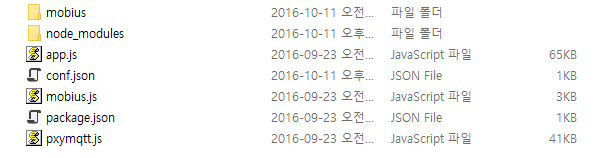 mobius 2016-10-11 오전... 파일 폴더
node_modules 2016-10-11 오후... 파일 폴더
app.js 2016-09-23 오전... JavaScript 파일 65KB
conf.json 2016-10-11 오후... JSON File 1KB
mobius.js 2016-09-23 오전... JavaScript 파일 3KB
package.json 2016-09-23 오전... JSON File 1KB
pxymqtt.js 2016-09-23 오전... JavaScript 파일 41KB